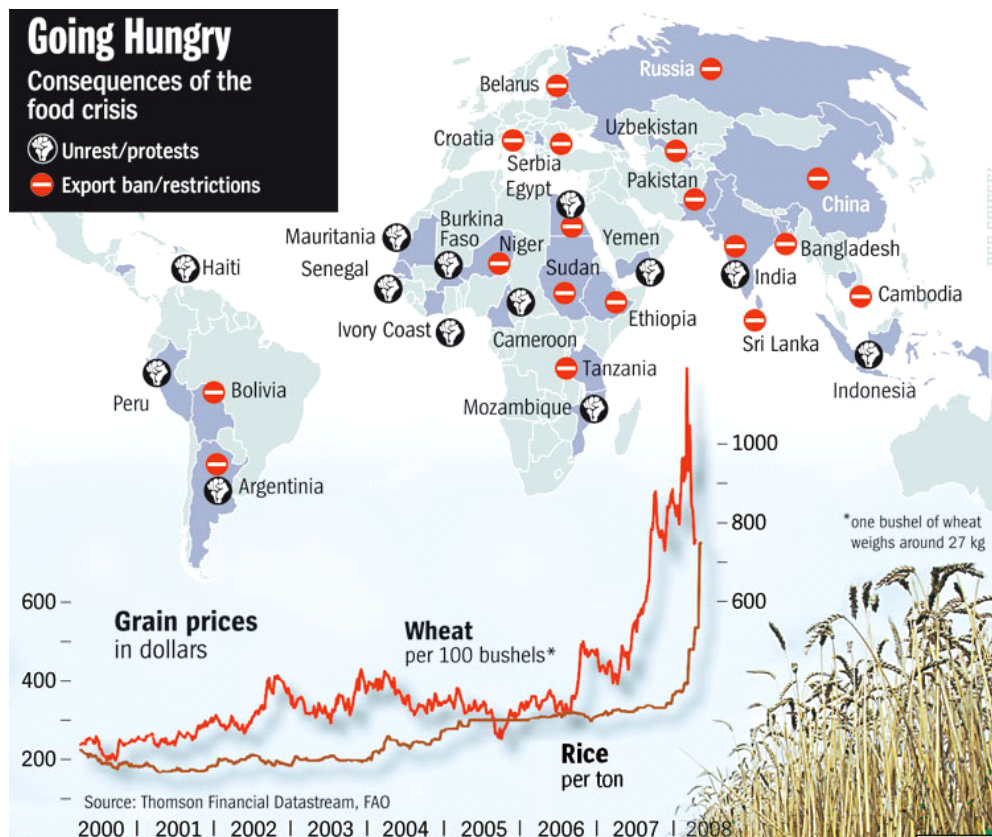 Going Hungry
Consequences of the
food crisis
Unrest/protests
Export ban/restrictions
Belarus
Russia
Croatia
Serbia
Uzbekistan
Egypt
Pakistan
China
Mauritania
Burkina
Faso
Niger
Yemen
Bangladesh
Haiti
Senegal
Sudan
India
Cambodia
Ivory Coast
Cameroon
Ethiopia
Sri Lanka
Tanzania
Indonesia
Peru
Bolivia
Mozambique
Argentinia
1000
800
600
*one bushel of wheat
weighs around 27 kg
600
400
200
Grain prices
in dollars
Wheat
per 100 bushels*
Rice
per ton
Source: Thomson Financial Datastream, FAO
2000 | 2001 | 2002 | 2003 | 2004 | 2005 | 2006 | 2007 | 2008
DER SPIEGEL